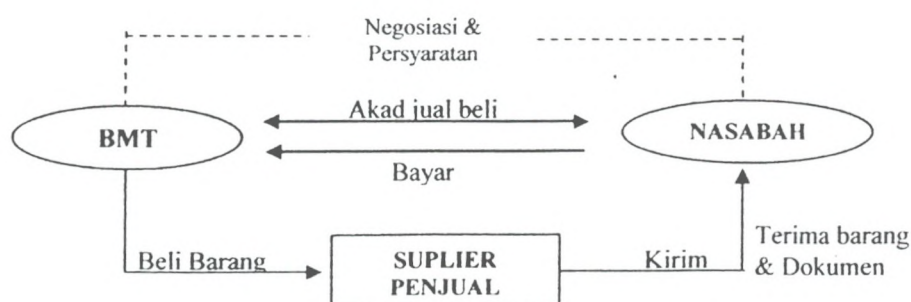 Negosiasi &
Persyaratan
Akad jual beli
BMT
NASABAH
Bayar
Beli Barang
SUPLIER
PENJUAL
Kirim
Terima barang
& Dokumen